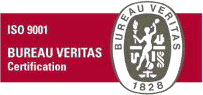 ISO 9001
BUREAU VERITAS
Certification
BUREAU VERITAS
1828